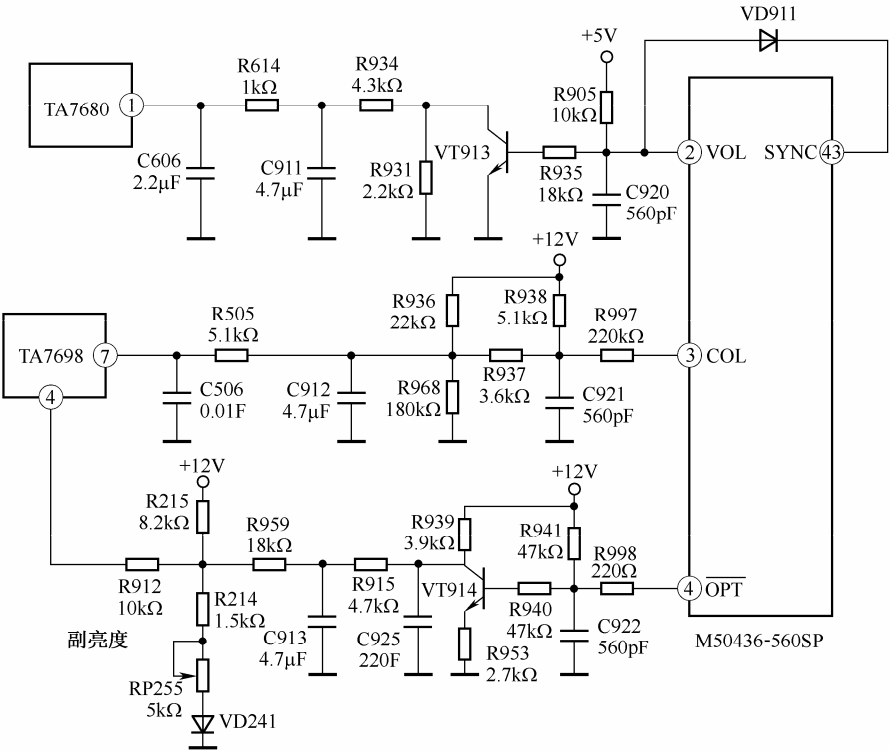 VD911
+5V
TA7680
1
R614
1kΩ
R934
4.3kΩ
R905
10kΩ
C606
2.2μF
C911
4.7μF
R931
2.2kΩ
VT913
R935
18kΩ
C920
560pF
2
VOL
SYNC
43
+12V
TA7698
7
4
R505
5.1kΩ
R936
22kΩ
R938
5.1kΩ
R997
220kΩ
3
COL
C506
0.01F
C912
4.7μF
R968
180kΩ
R937
3.6kΩ
C921
560pF
+12V
R215
8.2kΩ
R959
18kΩ
R915
4.7kΩ
R939
3.9kΩ
+12V
R941
47kΩ
R998
220Ω
4
OPT
R912
10kΩ
R214
1.5kΩ
VT914
R940
47kΩ
副亮度
C913
4.7μF
C925
220F
R953
2.7kΩ
C922
560pF
M50436-560SP
RP255
5kΩ
VD241